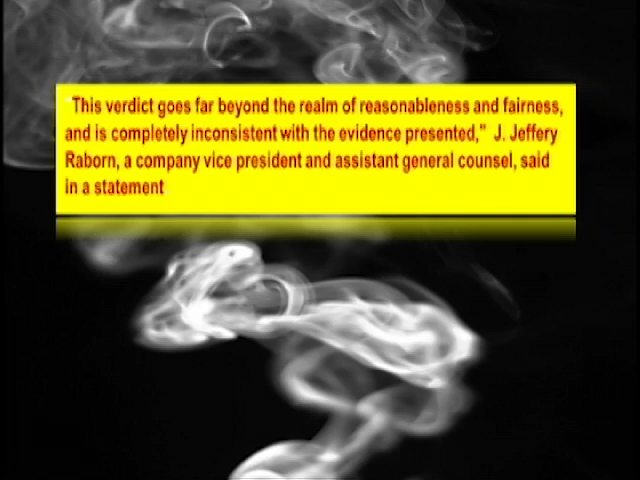 "This verdict goes far beyond the realm of reasonableness and fairness,
and is completely inconsistent with the evidence presented,"  J. Jeffery
Raborn, a company vice president and assistant general counsel, said
in a statement